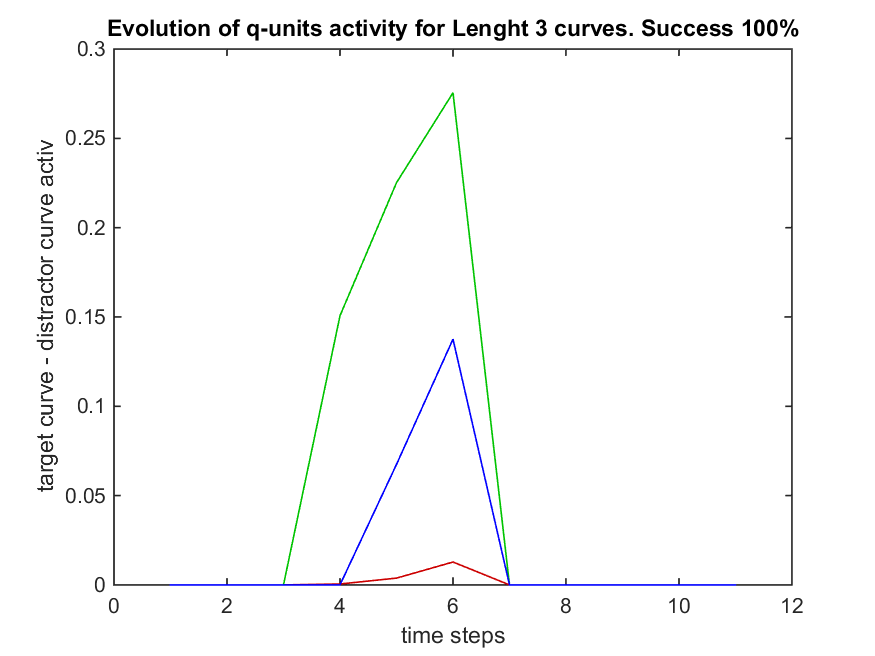 Evolution of q-units activity for Lenght 3 curves. Success 100%
0.3
0.25
0.2
0.15
0.1
0.05
0
target curve - distractor curve activ
0 2 4 6 8 10 12
time steps